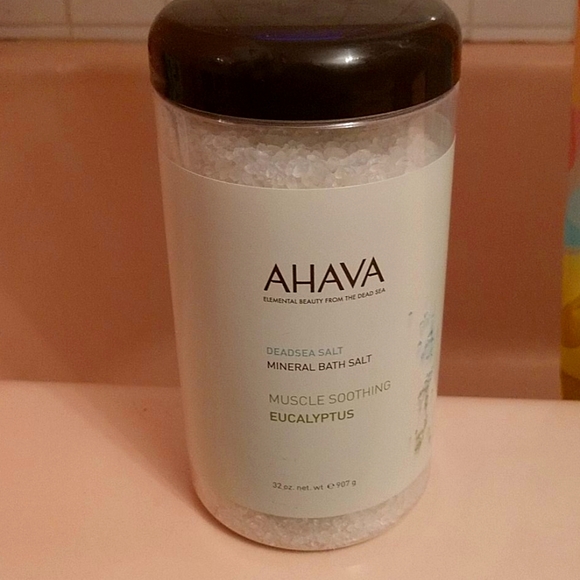 AHAVA
ELEMENTAL BEAUTY FROM THE DEAD SEA
DEADSEA SALT
MINERAL BATH SALT
MUSCLE SOOTHING
EUCALYPTUS
32 oz. net. wt ℮ 907 g